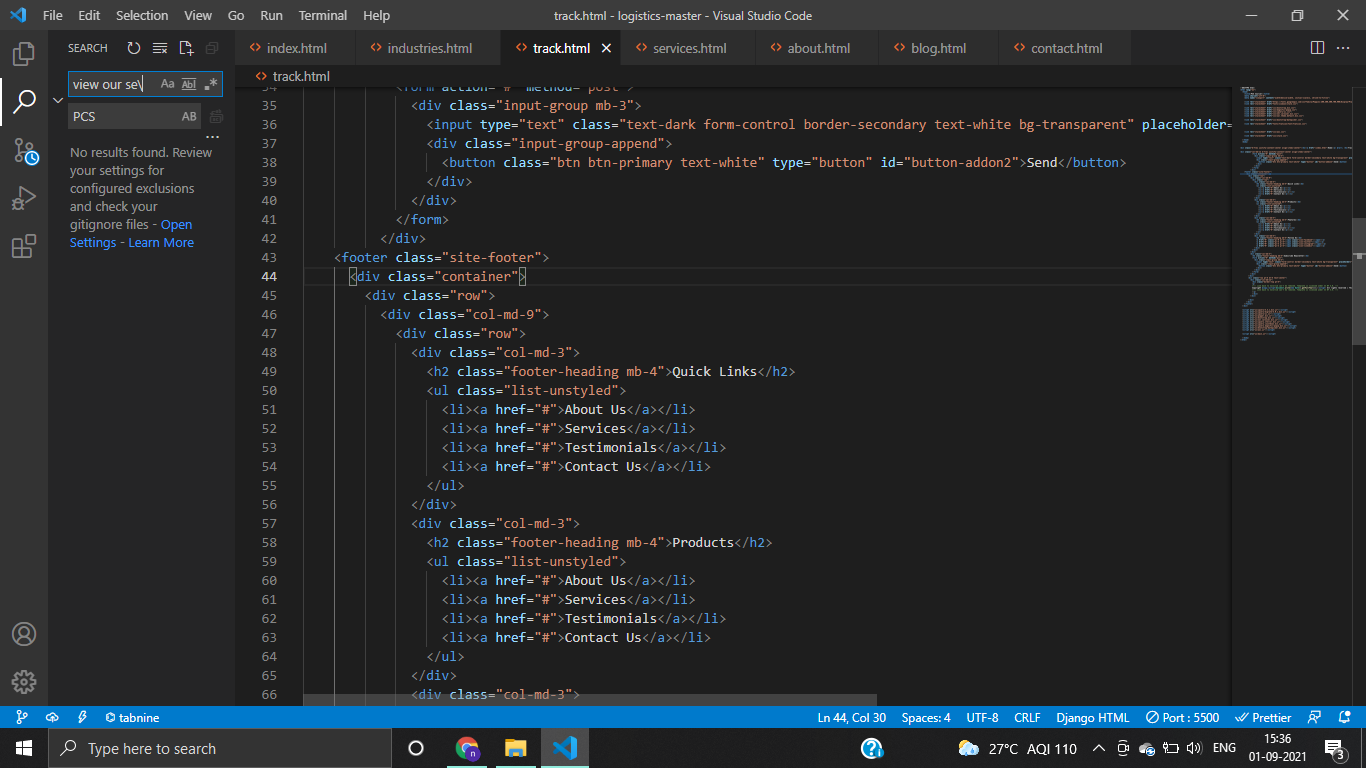 File Edit Selection View Go Run Terminal Help track.html - logistics-master - Visual Studio Code
SEARCH
view our se\ Aa Abl .*
PCS AB
...
No results found. Review
your settings for
configured exclusions
and check your
gitignore files - Open
Settings - Learn More
<> index.html <> industries.html <> track.html × <> services.html <> about.html <> blog.html <> contact.html ...
<> track.html
34 <form action="#" method="post">
35 <div class="input-group mb-3">
36 <input type="text" class="text-dark form-control border-secondary text-white bg-transparent" placeholder=
37 <div class="input-group-append">
38 <button class="btn btn-primary text-white" type="button" id="button-addon2">Send</button>
39 </div>
40 </div>
41 </form>
42 </div>
43 <footer class="site-footer">
44 <div class="container">
45 <div class="row">
46 <div class="col-md-9">
47 <div class="row">
48 <div class="col-md-3">
49 <h2 class="footer-heading mb-4">Quick Links</h2>
50 <ul class="list-unstyled">
51 <li><a href="#">About Us</a></li>
52 <li><a href="#">Services</a></li>
53 <li><a href="#">Testimonials</a></li>
54 <li><a href="#">Contact Us</a></li>
55 </ul>
56 </div>
57 <div class="col-md-3">
58 <h2 class="footer-heading mb-4">Products</h2>
59 <ul class="list-unstyled">
60 <li><a href="#">About Us</a></li>
61 <li><a href="#">Services</a></li>
62 <li><a href="#">Testimonials</a></li>
63 <li><a href="#">Contact Us</a></li>
64 </ul>
65 </div>
66 <div class="col-md-3">
tabnine Ln 44, Col 30 Spaces: 4 UTF-8 CRLF Django HTML Port : 5500 Prettier
Type here to search n 27°C AQI 110 ENG 15:36
01-09-2021 3